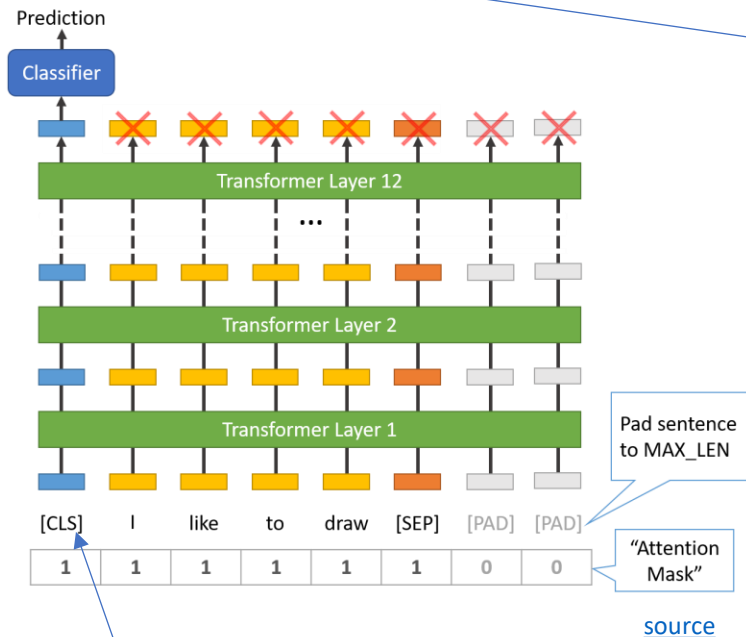 Prediction
Classifier
Transformer Layer 12
...
Transformer Layer 2
Transformer Layer 1
Pad sentence
to MAX_LEN
[CLS] I like to draw [SEP] [PAD] [PAD]
1 1 1 1 1 1 0 0
“Attention
Mask”
source